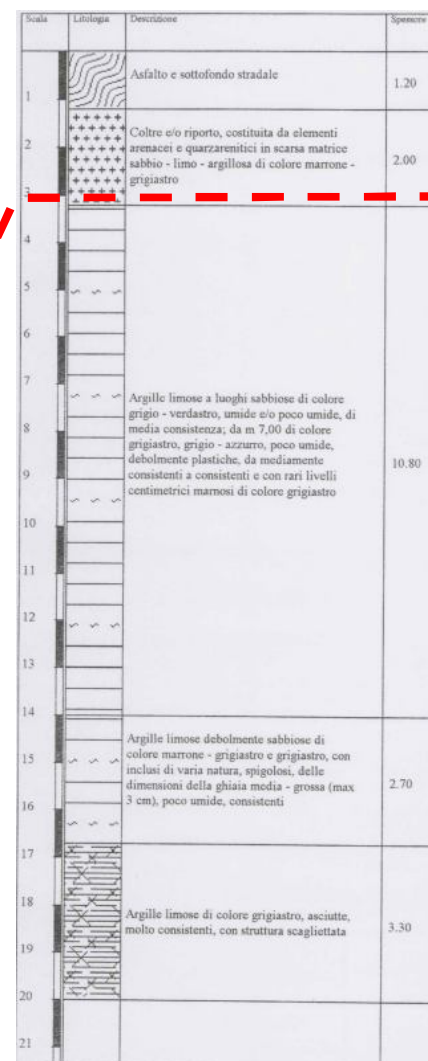 Scala Litologia Descrizione Spessore
Asfalto e sottofondo stradale
1.20
1
Coltre e/o riporto, costituita da elementi
arenacei e quarzarenitici in scarsa matrice
sabbio - limo - argillosa di colore marrone -
grigiastro
2.00
2
3
4
5
6
7
Argille limose a luoghi sabbiose di colore
grigio - verdastro, umide e/o poco umide, di
media consistenza; da m 7,00 di colore
grigiastro, grigio - azzurro, poco umide,
debolmente plastiche, da mediamente
consistenti a consistenti e con rari livelli
centimetrici marnosi di colore grigiastro
10.80
8
9
10
11
12
13
14
Argille limose debolmente sabbiose di
colore marrone - grigiastro e grigiastro, con
inclusi di varia natura, spigolosi, delle
dimensioni della ghiaia media - grossa (max
3 cm), poco umide, consistenti
2.70
15
16
17
18
Argille limose di colore grigiastro, asciutte,
molto consistenti, con struttura scagliettata
3.30
19
20
21